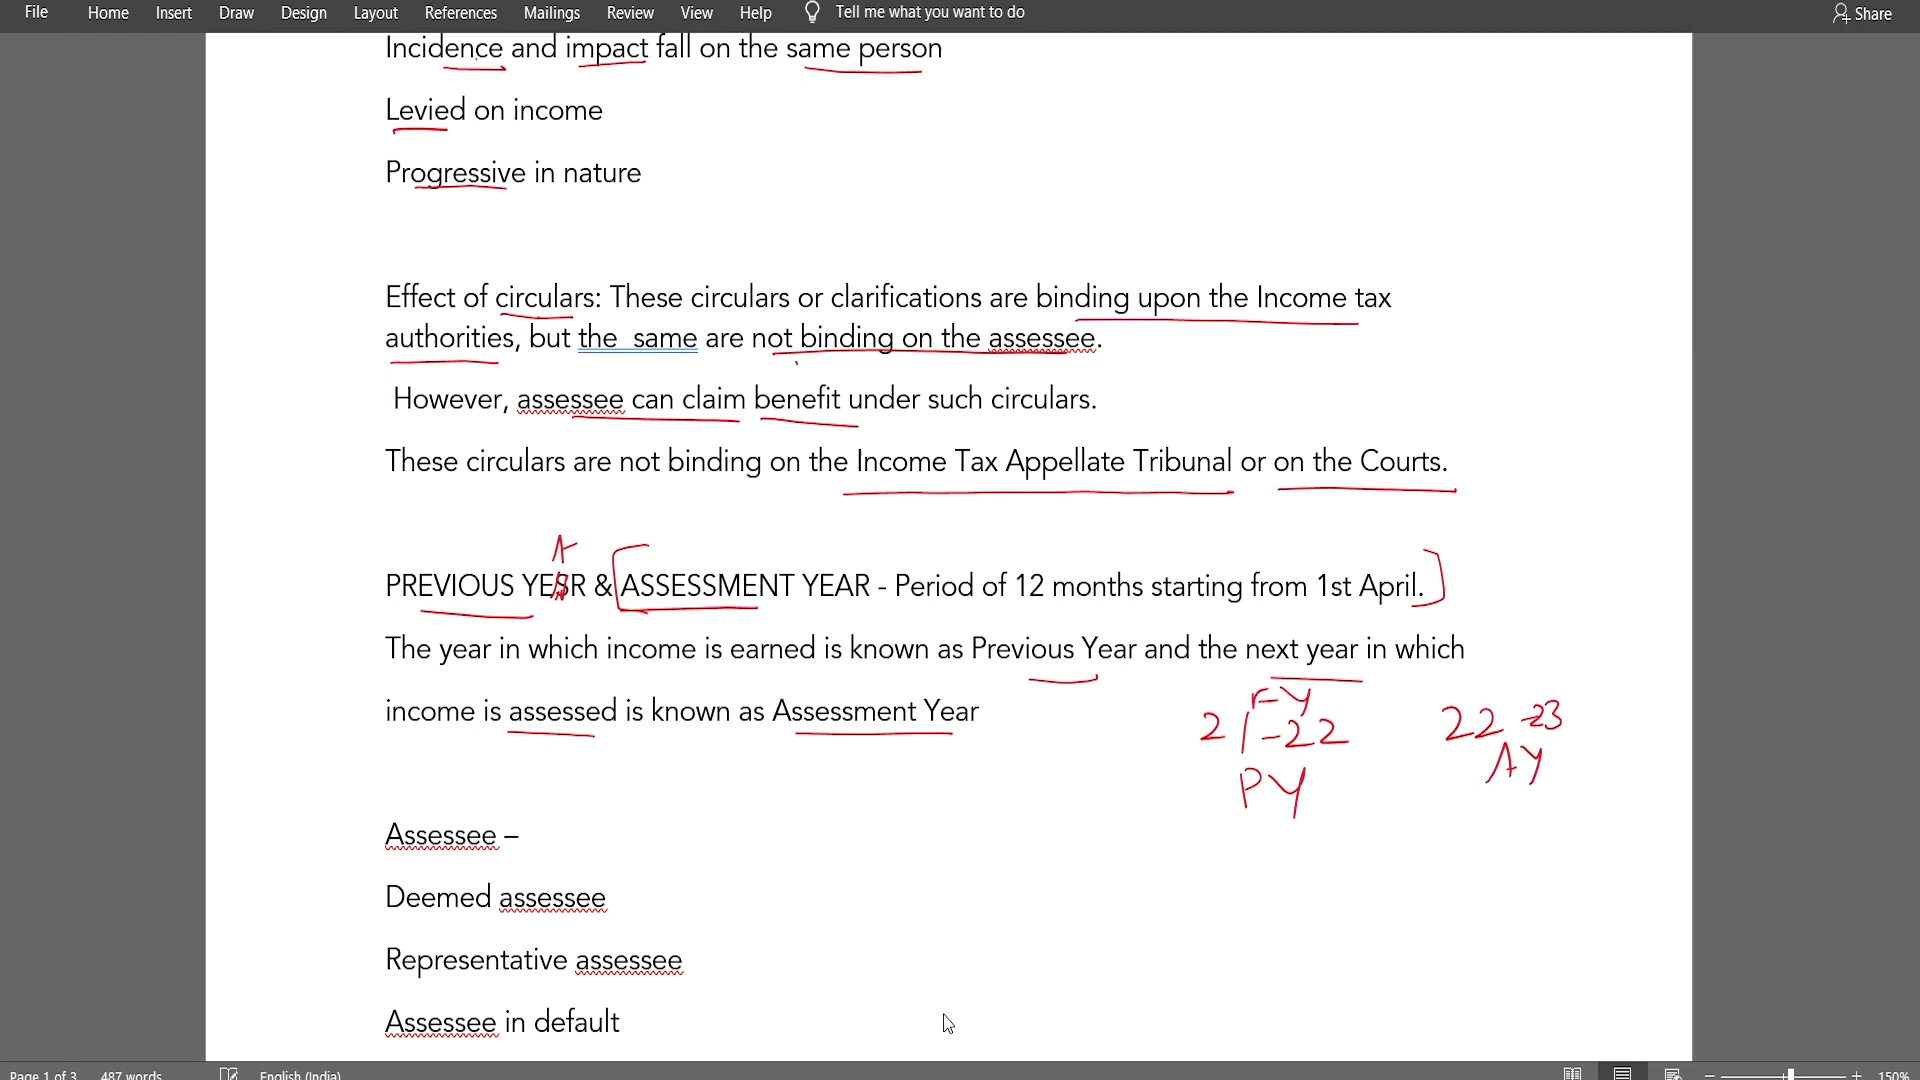 File Home Insert Draw Design Layout References Mailings Review View Help Tell me what you want to do Share
Incidence and impact fall on the same person
Levied on income
Progressive in nature
Effect of circulars: These circulars or clarifications are binding upon the Income tax
authorities, but the same are not binding on the assessee.
However, assessee can claim benefit under such circulars.
These circulars are not binding on the Income Tax Appellate Tribunal or on the Courts.
A
PREVIOUS YESR & ASSESSMENT YEAR - Period of 12 months starting from 1st April.
The year in which income is earned is known as Previous Year and the next year in which
income is assessed is known as Assessment Year
21-22 22-23
PY AY
Assessee –
Deemed assessee
Representative assessee
Assessee in default
Page 1 of 3 487 words English (India) 150%